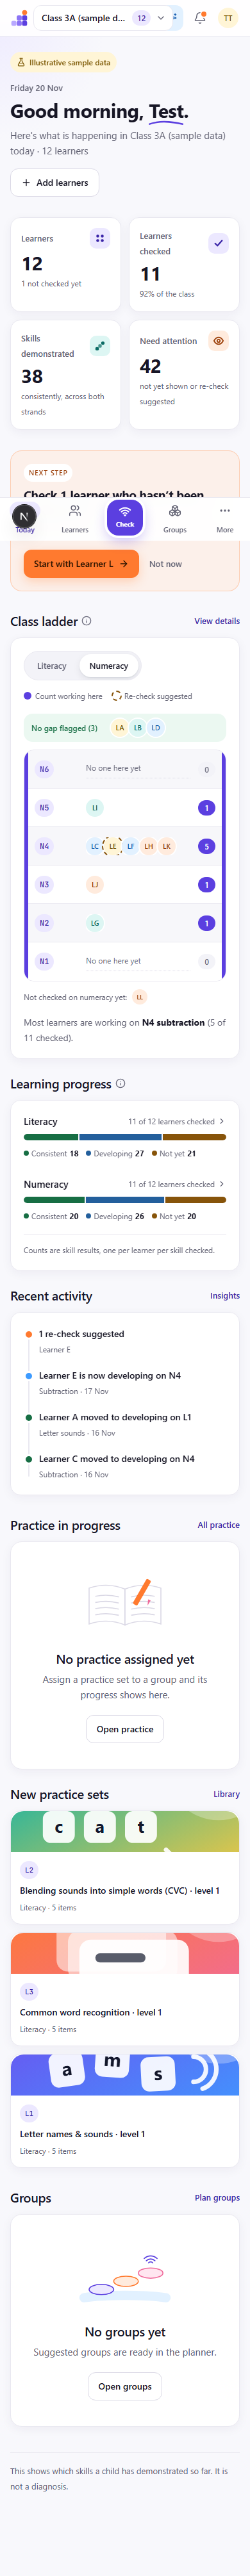 Class 3A (sample d... 12
TT
Illustrative sample data
Friday 20 Nov
Good morning, Test.
Here's what is happening in Class 3A (sample data)
today · 12 learners
+ Add learners
Learners
12
1 not checked yet
Learners
checked
11
92% of the class
Skills
demonstrated
38
consistently, across both
strands
Need attention
42
not yet shown or re-check
suggested
NEXT STEP
Check 1 learner who hasn't been
N
Today
Learners
Check
Groups
More
Start with Learner L →
Not now
Class ladder
View details
Literacy
Numeracy
Count working here
Re-check suggested
No gap flagged (3)
LA LB LD
N6 No one here yet 0
N5 LI 1
N4 LC LE LF LH LK 5
N3 LJ 1
N2 LG 1
N1 No one here yet 0
Not checked on numeracy yet: LL
Most learners are working on N4 subtraction (5 of
11 checked).
Learning progress
Literacy 11 of 12 learners checked >
Consistent 18 Developing 27 Not yet 21
Numeracy 11 of 12 learners checked >
Consistent 20 Developing 26 Not yet 20
Counts are skill results, one per learner per skill checked.
Recent activity
Insights
1 re-check suggested
Learner E
Learner E is now developing on N4
Subtraction · 17 Nov
Learner A moved to developing on L1
Letter sounds · 16 Nov
Learner C moved to developing on N4
Subtraction · 16 Nov
Practice in progress
All practice
No practice assigned yet
Assign a practice set to a group and its
progress shows here.
Open practice
New practice sets
Library
c a t
L2
Blending sounds into simple words (CVC) · level 1
Literacy · 5 items
L3
Common word recognition · level 1
Literacy · 5 items
a m s
L1
Letter names & sounds · level 1
Literacy · 5 items
Groups
Plan groups
No groups yet
Suggested groups are ready in the planner.
Open groups
This shows which skills a child has demonstrated so far. It is
not a diagnosis.